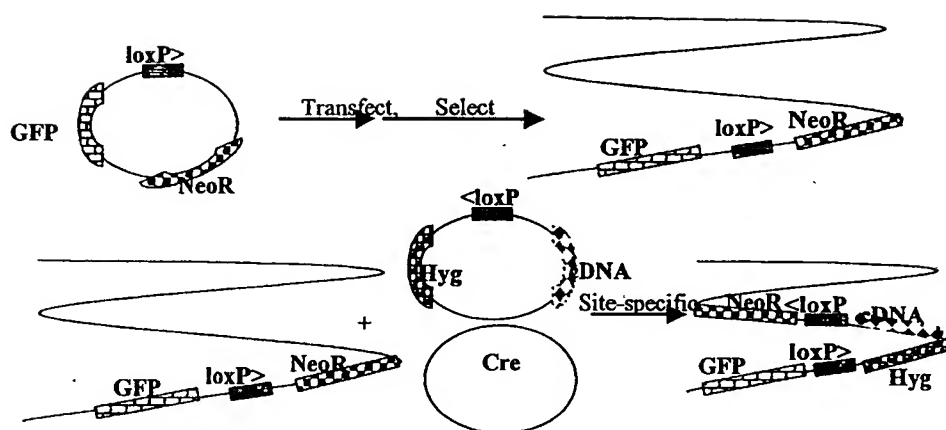 loxP>
GFP
NeoR
Transfect, Select
GFP loxP> NeoR
<loxP
Hyg
cDNA
Cre
+
GFP loxP> NeoR
Site-specific
NeoR <loxP cDNA
GFP loxP> Hyg